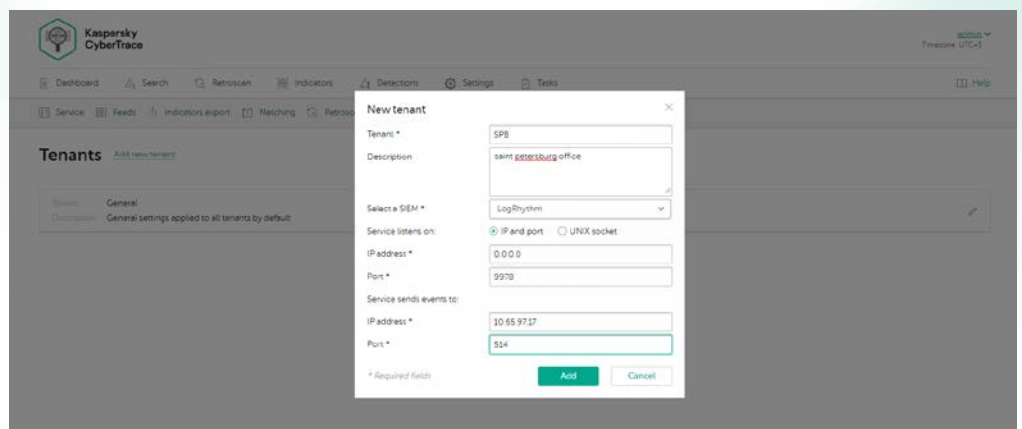 Kaspersky
CyberTrace
admin
Timezone: UTC+3
Dashboard Search Retroscan Indicators Detections Settings Tasks Help
Service Feeds Indicators export Matching
Tenants Add new tenant
General
Description: General settings applied to all tenants by default
New tenant
Tenant * SPB
Description saint petersburg office
Select a SIEM * LogRhythm
Service listens on: IP and port UNIX socket
IP address * 0.0.0.0
Port * 9978
Service sends events to:
IP address * 10.65.97.17
Port * 514
* Required fields Add Cancel